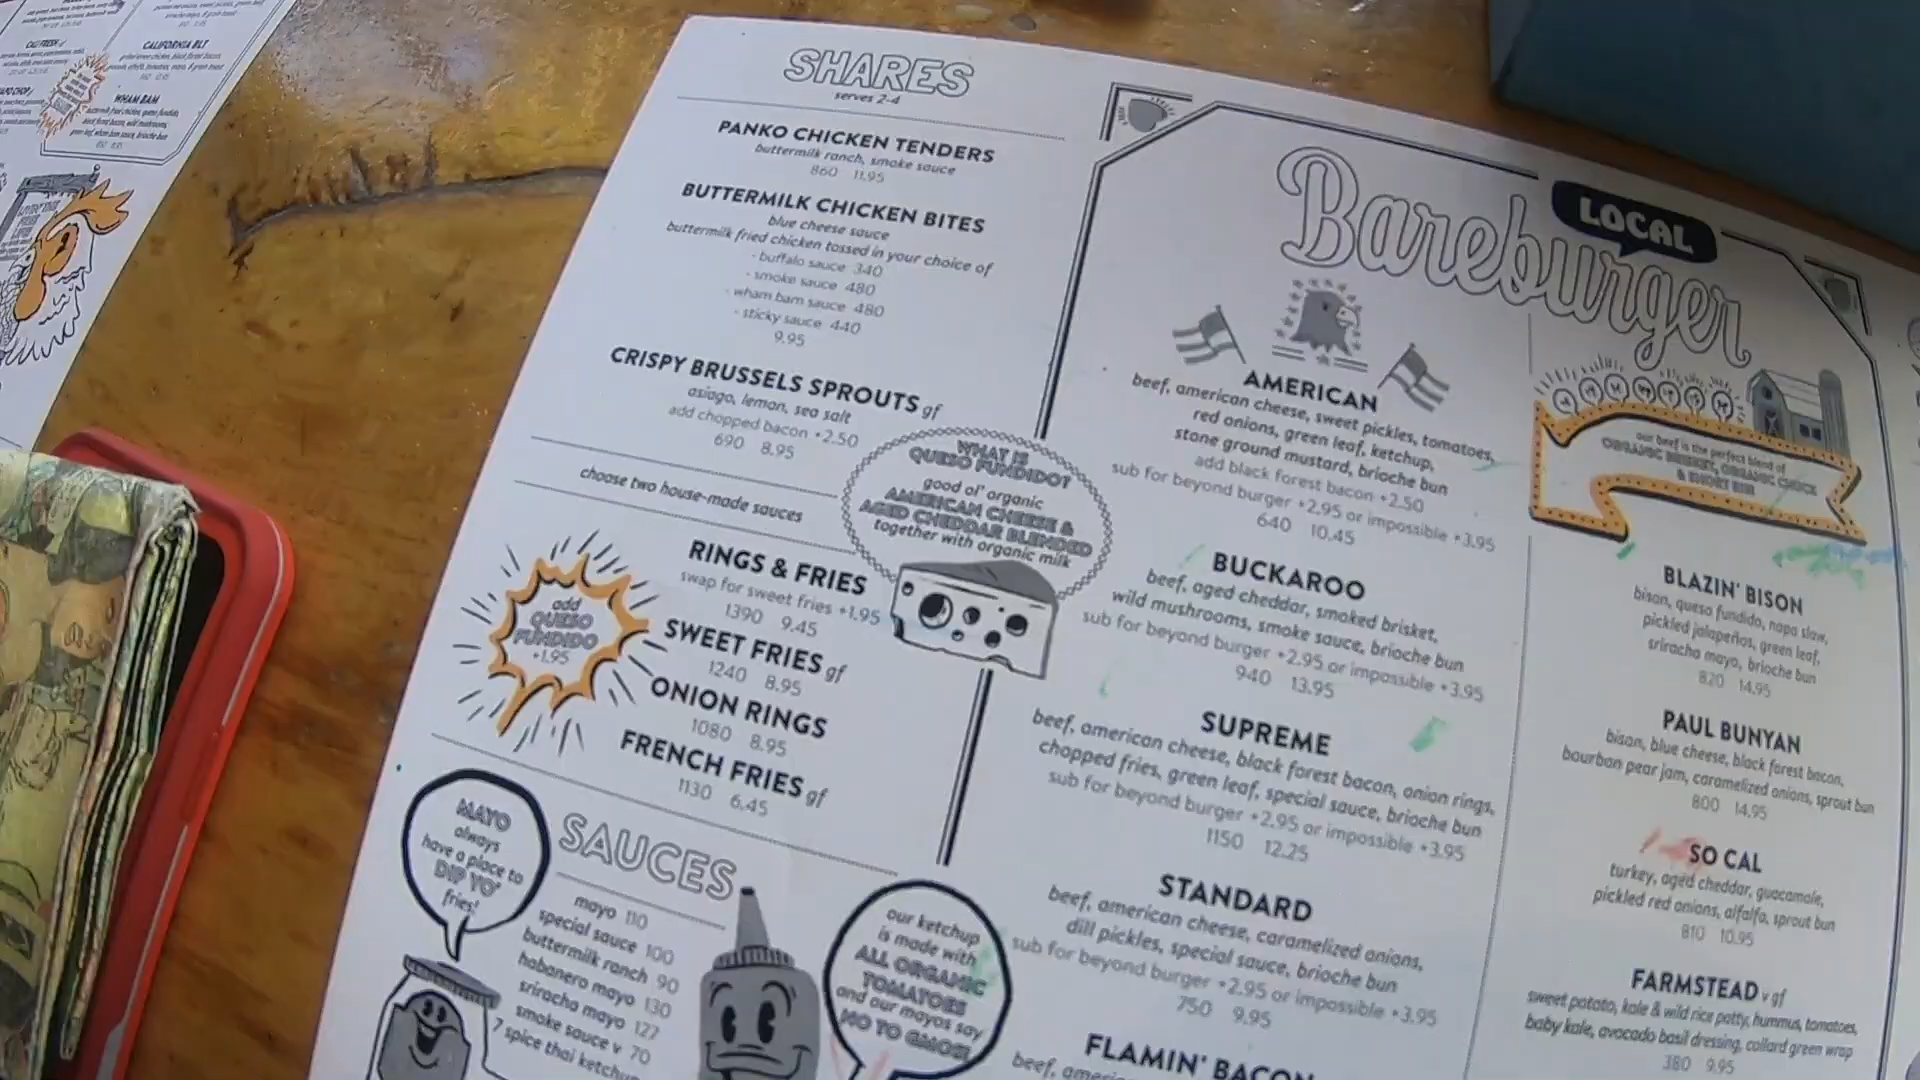 CALI FRESH gf
CALIFORNIA BLT
WHAM BAM
SHARES
serves 2-4
PANKO CHICKEN TENDERS
buttermilk ranch, smoke sauce
860 11.95
BUTTERMILK CHICKEN BITES
blue cheese sauce
buttermilk fried chicken tossed in your choice of
- buffalo sauce 340
- smoke sauce 480
- wham bam sauce 480
- sticky sauce 440
9.95
CRISPY BRUSSELS SPROUTS gf
asiago, lemon, sea salt
add chopped bacon +2.50
690 8.95
choose two house-made sauces
WHAT IS
QUESO FUNDIDO?
good ol' organic
AMERICAN CHEESE &
AGED CHEDDAR BLENDED
together with organic milk
RINGS & FRIES
swap for sweet fries +1.95
1390 9.45
add
QUESO
FUNDIDO
+1.95
SWEET FRIES gf
1240 8.95
ONION RINGS
1080 8.95
FRENCH FRIES gf
1130 6.45
MAYO
always
have a place to
DIP YO'
fries!
SAUCES
mayo 110
special sauce 100
buttermilk ranch 90
habanero mayo 130
sriracha mayo 127
smoke sauce v 70
7 spice thai ketchup
our ketchup
is made with
ALL ORGANIC
TOMATOES
and our mayos say
NO TO GMOS!
LOCAL
Bareburger
AMERICAN
beef, american cheese, sweet pickles, tomatoes,
red onions, green leaf, ketchup,
stone ground mustard, brioche bun
add black forest bacon +2.50
sub for beyond burger +2.95 or impossible +3.95
640 10.45
BUCKAROO
beef, aged cheddar, smoked brisket,
wild mushrooms, smoke sauce, brioche bun
sub for beyond burger +2.95 or impossible +3.95
940 13.95
SUPREME
beef, american cheese, black forest bacon, onion rings,
chopped fries, green leaf, special sauce, brioche bun
sub for beyond burger +2.95 or impossible +3.95
1150 12.25
STANDARD
beef, american cheese, caramelized onions,
dill pickles, special sauce, brioche bun
sub for beyond burger +2.95 or impossible +3.95
750 9.95
FLAMIN' BACON
beef,
our beef is the perfect blend of
ORGANIC BRISKET, ORGANIC CHUCK
& SHORT RIB
BLAZIN' BISON
bison, queso fundido, napa slaw,
pickled jalapeños, green leaf,
sriracha mayo, brioche bun
820 14.95
PAUL BUNYAN
bison, blue cheese, black forest bacon,
bourbon pear jam, caramelized onions, sprout bun
800 14.95
SO CAL
turkey, aged cheddar, guacamole,
pickled red onions, alfalfa, sprout bun
810 10.95
FARMSTEAD v gf
sweet potato, kale & wild rice patty, hummus, tomatoes,
baby kale, avocado basil dressing, collard green wrap
380 9.95